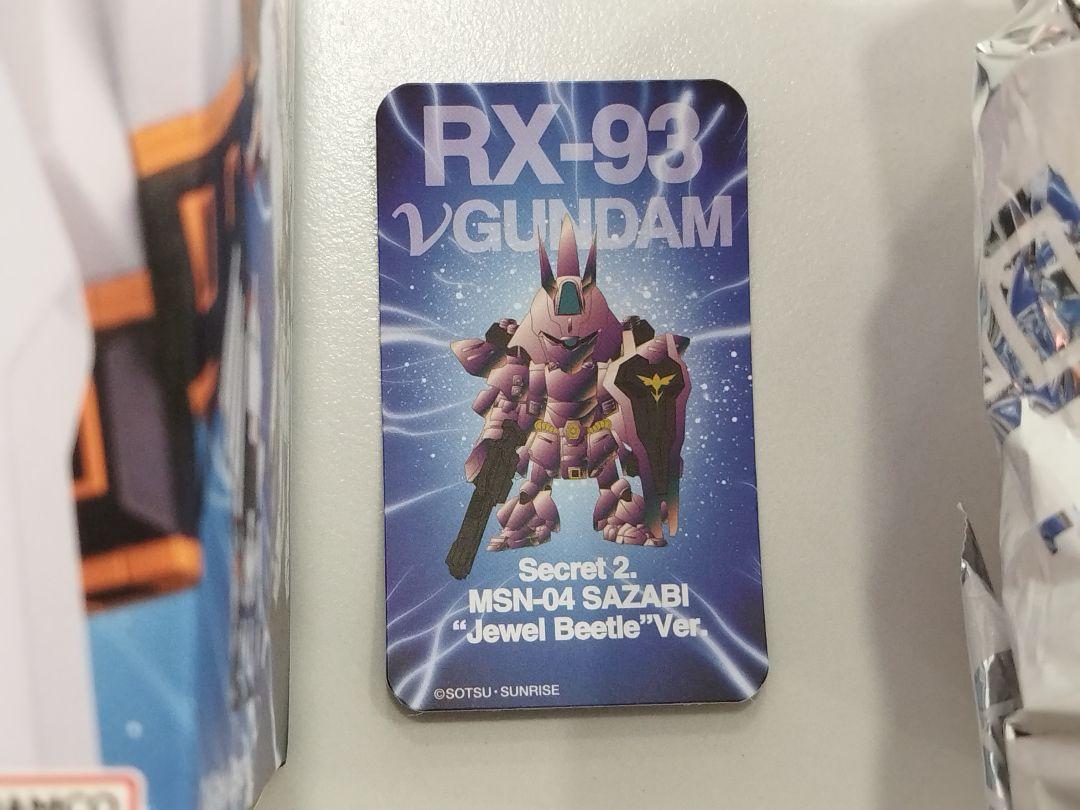 RX-93
νGUNDAM
Secret 2.
MSN-04 SAZABI
“Jewel Beetle”Ver.
©SOTSU・SUNRISE